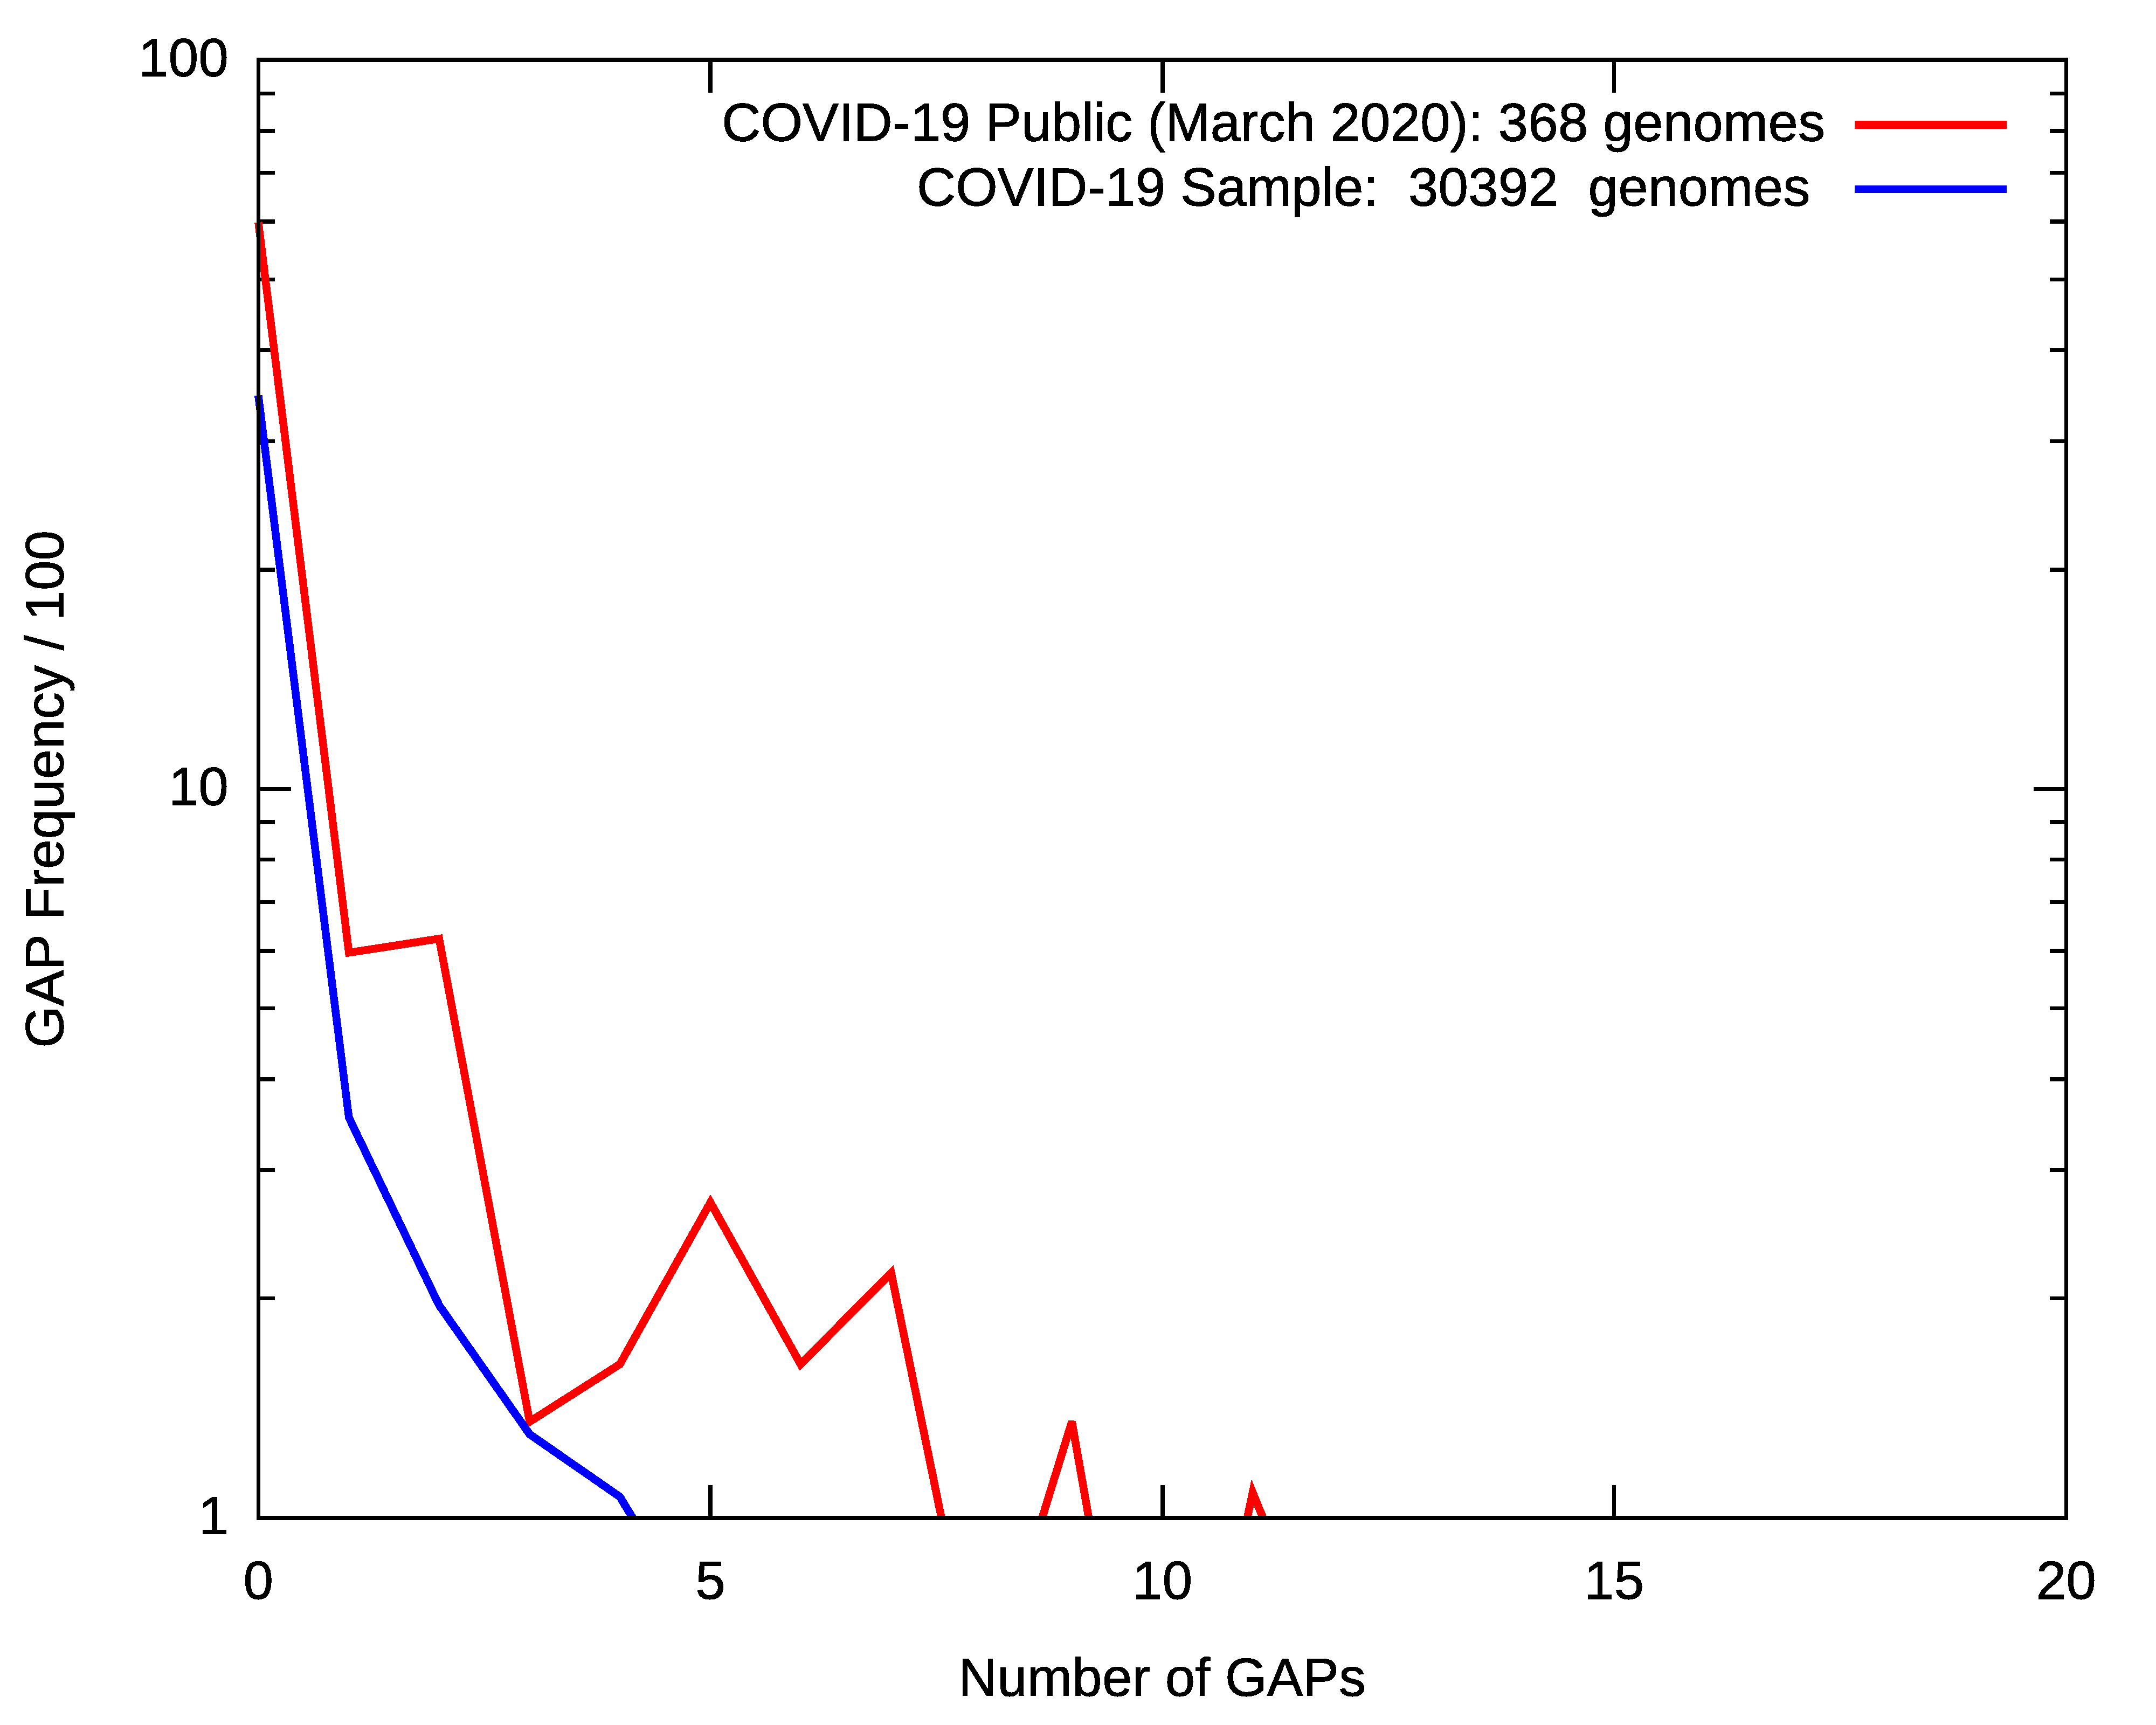 100
COVID-19 Public (March 2020): 368 genomes
COVID-19 Sample:  30392  genomes
GAP Frequency / 100
10
1
0 5 10 15 20
Number of GAPs